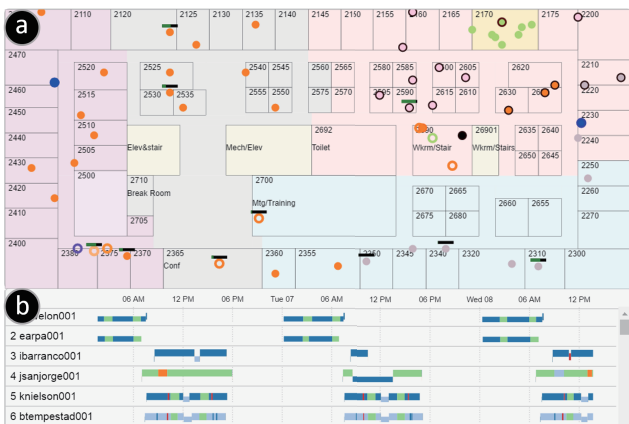 a
2110 2120 2125 2130 2135 2140 2145 2150 2160 2165 2170 2175 2200
2470
2520 2525 2540 2545 2560 2565 2580 2585 2605 2620
2210
2460 2515 2530 2535 2555 2550 2575 2570 2590 2615 2610 2630
2220
2450 2510 2230
2692 26901 2635 2640
2440 2505 Elev&stair Mech/Elev Toilet Wkrm/Stair Wkrm/Stairs 2240
2430 2650 2645
2500 2250
2420 2710 2700
Break Room 2670 2665 2260
2410 2705 Mtg/Training 2675 2680 2660 2655 2270
2400 2380 2375 2370 2365 2360 2355 2350 2345 2340 2320 2310 2300
Conf
b
06 AM 12 PM 06 PM Tue 07 06 AM 12 PM 06 PM Wed 08 06 AM 12 PM
2 earpa001
3 ibarranco001
4 jsanjorge001
5 knielson001
6 btempestad001